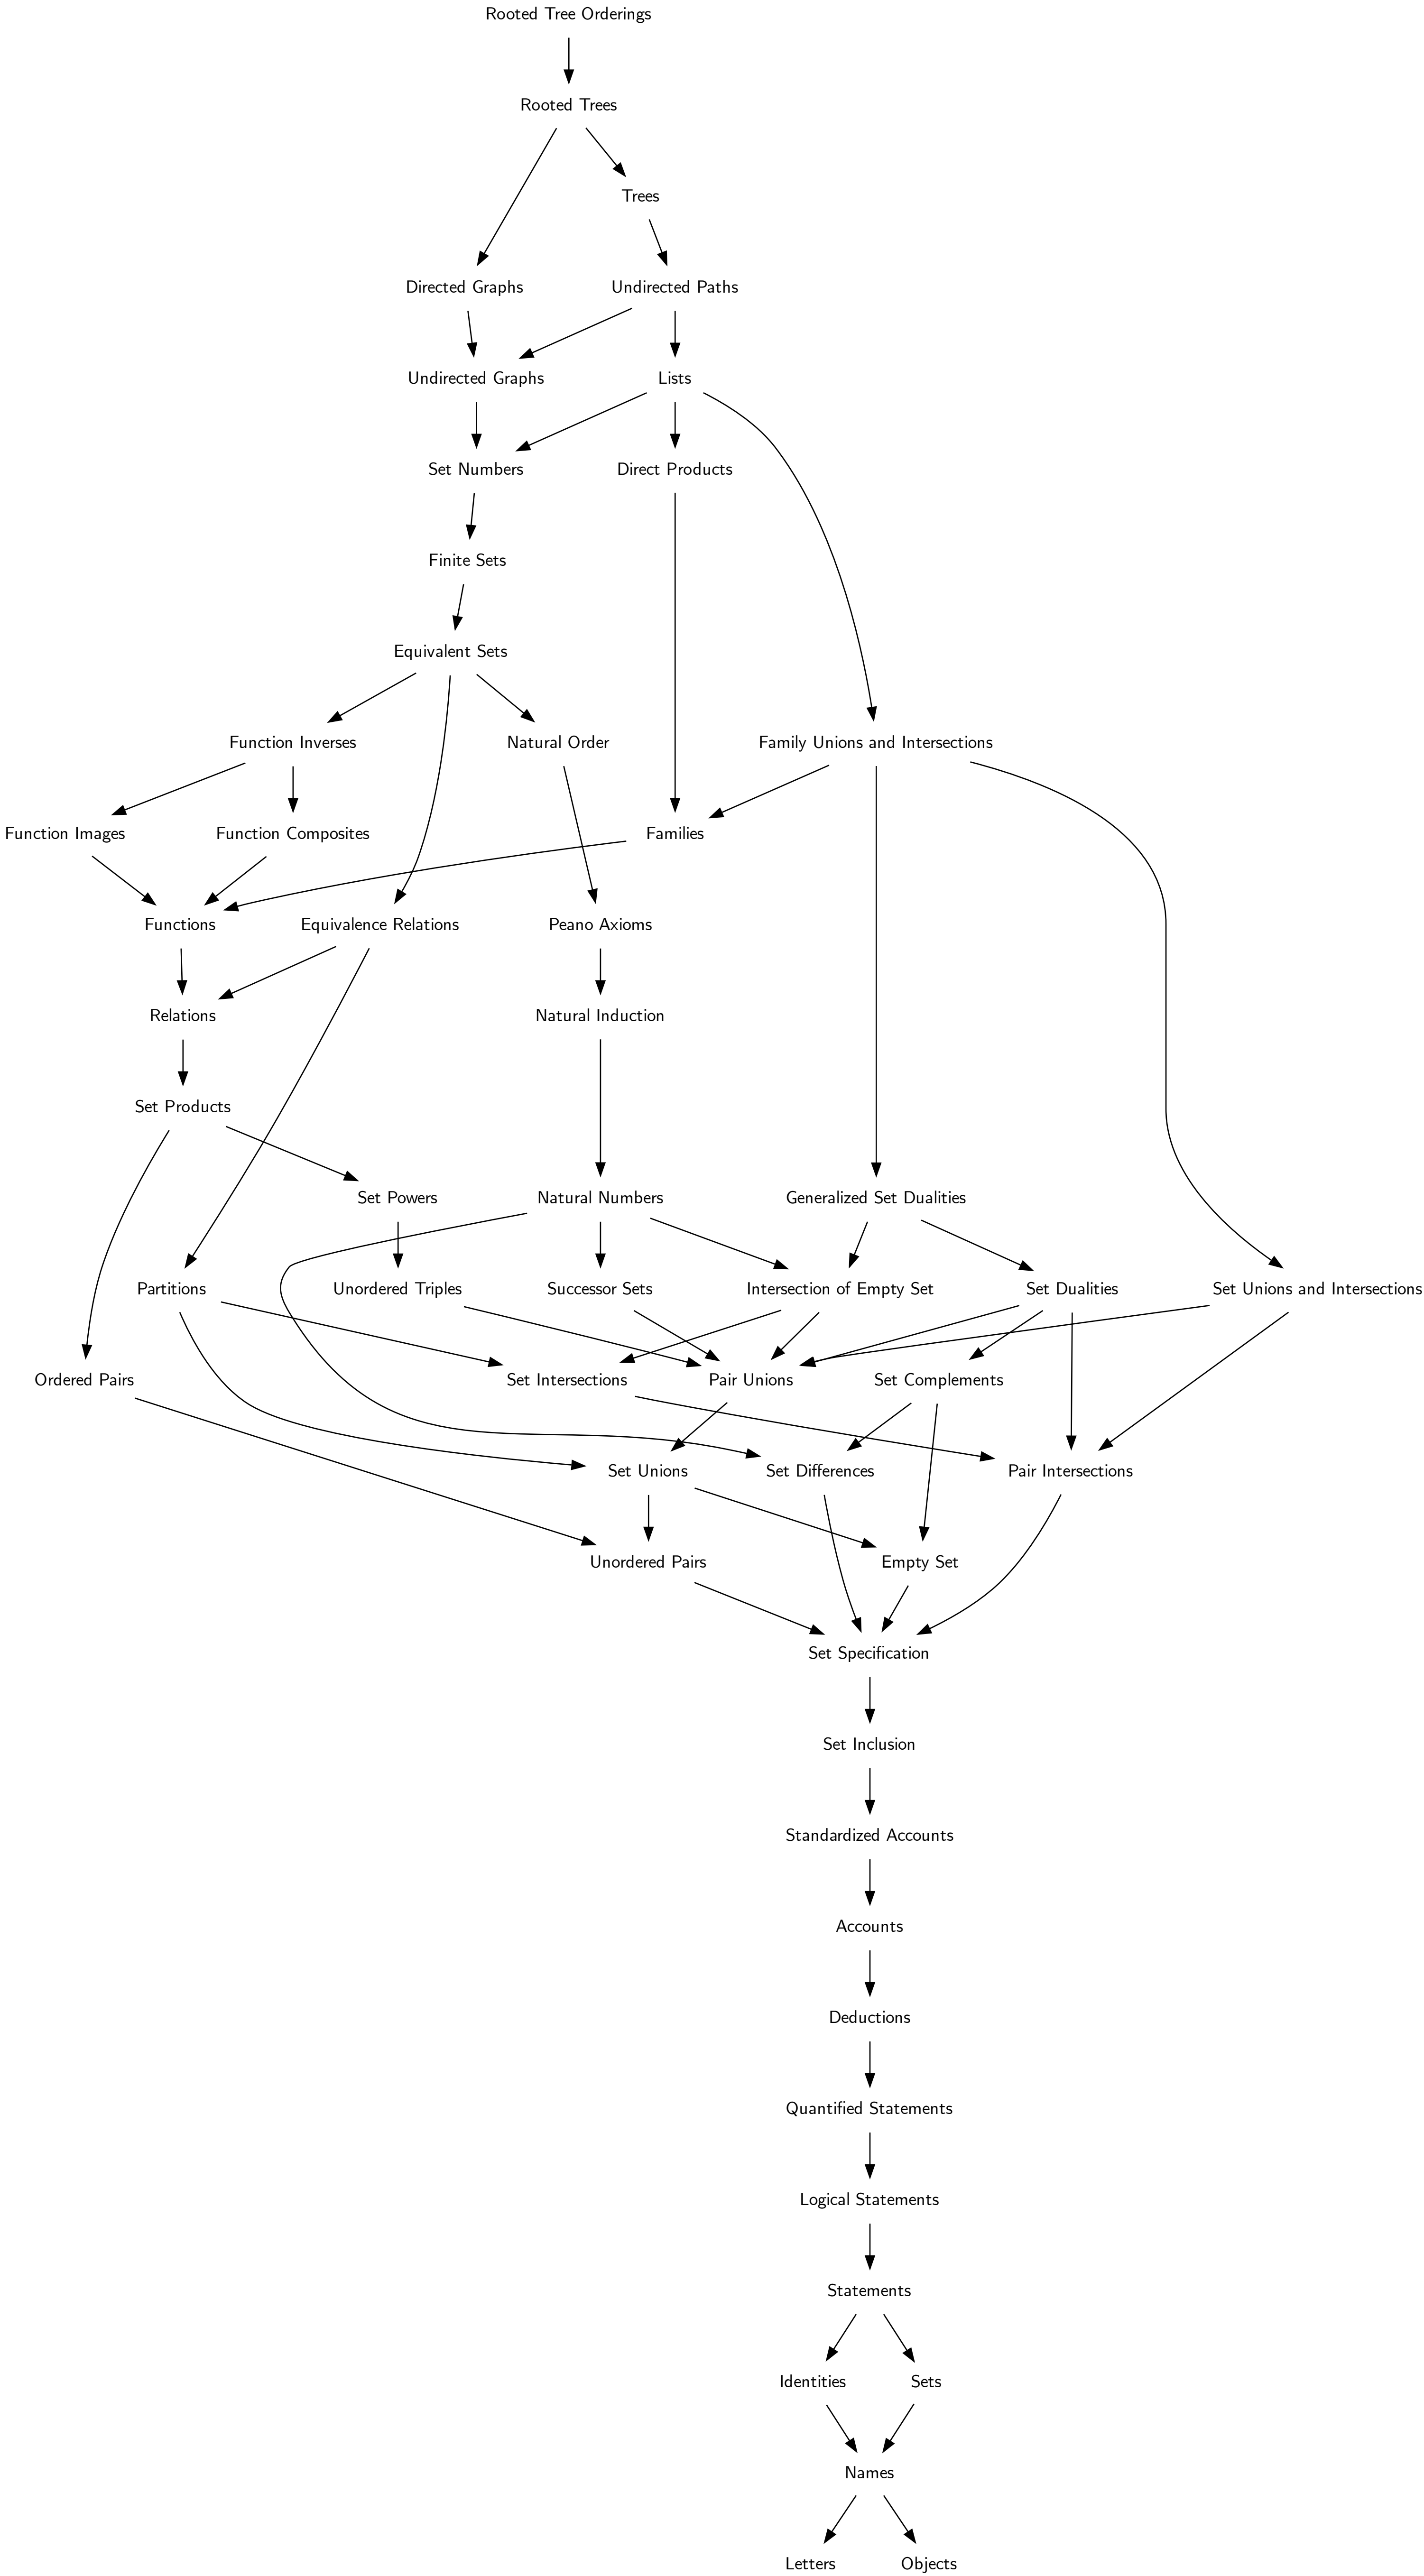 Rooted Tree Orderings
Rooted Trees
Trees
Directed Graphs
Undirected Paths
Undirected Graphs
Lists
Set Numbers
Direct Products
Finite Sets
Equivalent Sets
Function Inverses
Natural Order
Family Unions and Intersections
Function Images
Function Composites
Families
Functions
Equivalence Relations
Peano Axioms
Relations
Natural Induction
Set Products
Set Powers
Natural Numbers
Generalized Set Dualities
Partitions
Unordered Triples
Successor Sets
Intersection of Empty Set
Set Dualities
Set Unions and Intersections
Ordered Pairs
Set Intersections
Pair Unions
Set Complements
Set Unions
Set Differences
Pair Intersections
Unordered Pairs
Empty Set
Set Specification
Set Inclusion
Standardized Accounts
Accounts
Deductions
Quantified Statements
Logical Statements
Statements
Identities
Sets
Names
Letters
Objects